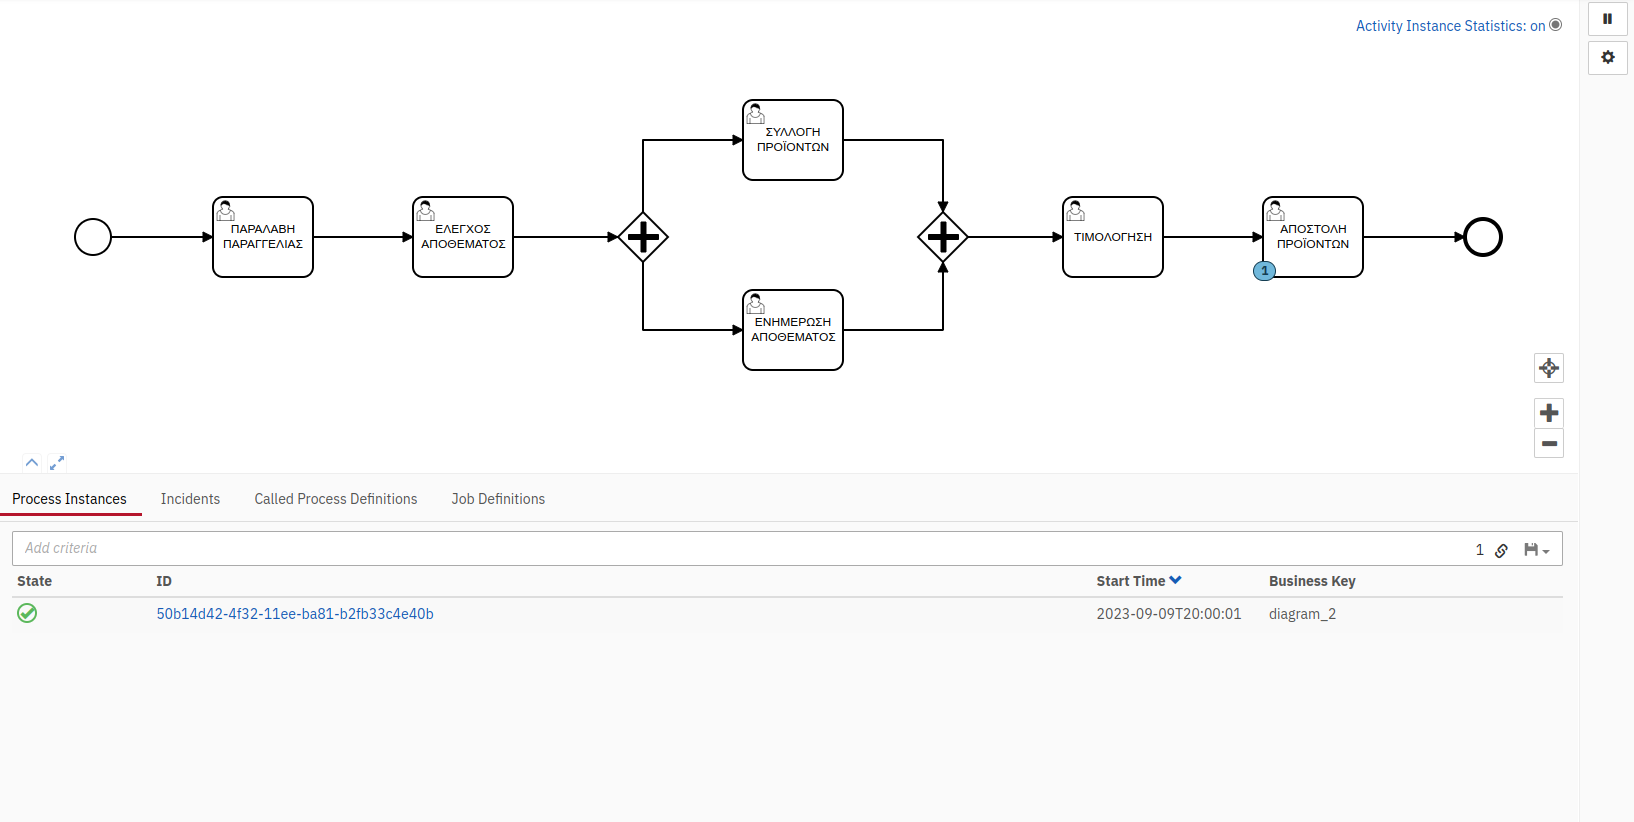 Activity Instance Statistics: on
ΣΥΛΛΟΓΗ
ΠΡΟΪΟΝΤΩΝ
ΠΑΡΑΛΑΒΗ
ΠΑΡΑΓΓΕΛΙΑΣ
ΕΛΕΓΧΟΣ
ΑΠΟΘΕΜΑΤΟΣ
ΤΙΜΟΛΟΓΗΣΗ
ΑΠΟΣΤΟΛΗ
ΠΡΟΪΟΝΤΩΝ
1
ΕΝΗΜΕΡΩΣΗ
ΑΠΟΘΕΜΑΤΟΣ
Process Instances Incidents Called Process Definitions Job Definitions
Add criteria 1
State ID Start Time Business Key
50b14d42-4f32-11ee-ba81-b2fb33c4e40b 2023-09-09T20:00:01 diagram_2